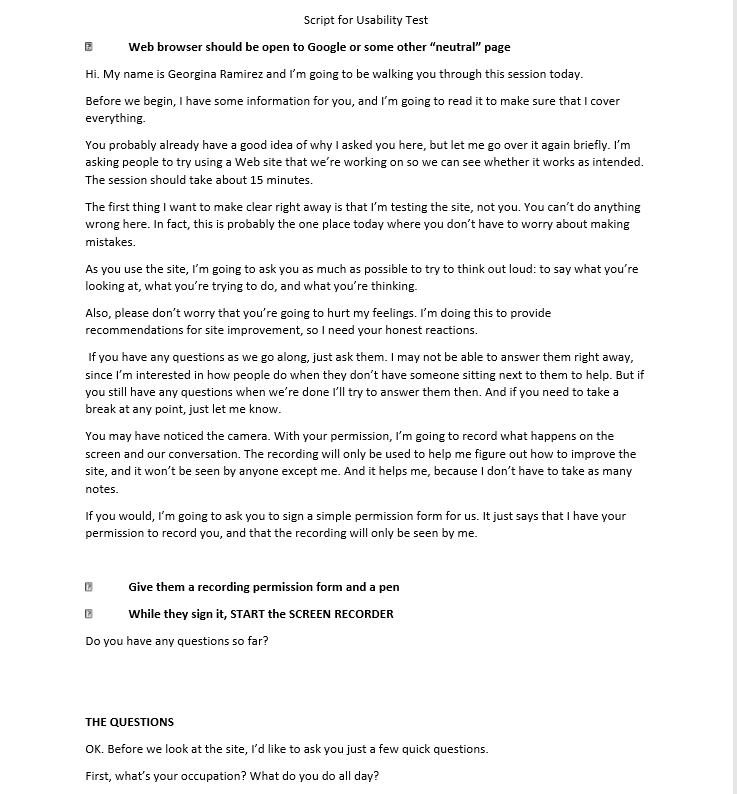 Script for Usability Test
Web browser should be open to Google or some other “neutral” page
Hi. My name is Georgina Ramirez and I’m going to be walking you through this session today.
Before we begin, I have some information for you, and I’m going to read it to make sure that I cover
everything.
You probably already have a good idea of why I asked you here, but let me go over it again briefly. I’m
asking people to try using a Web site that we’re working on so we can see whether it works as intended.
The session should take about 15 minutes.
The first thing I want to make clear right away is that I’m testing the site, not you. You can’t do anything
wrong here. In fact, this is probably the one place today where you don’t have to worry about making
mistakes.
As you use the site, I’m going to ask you as much as possible to try to think out loud: to say what you’re
looking at, what you’re trying to do, and what you’re thinking.
Also, please don’t worry that you’re going to hurt my feelings. I’m doing this to provide
recommendations for site improvement, so I need your honest reactions.
If you have any questions as we go along, just ask them. I may not be able to answer them right away,
since I’m interested in how people do when they don’t have someone sitting next to them to help. But if
you still have any questions when we’re done I’ll try to answer them then. And if you need to take a
break at any point, just let me know.
You may have noticed the camera. With your permission, I’m going to record what happens on the
screen and our conversation. The recording will only be used to help me figure out how to improve the
site, and it won’t be seen by anyone except me. And it helps me, because I don’t have to take as many
notes.
If you would, I’m going to ask you to sign a simple permission form for us. It just says that I have your
permission to record you, and that the recording will only be seen by me.
Give them a recording permission form and a pen
While they sign it, START the SCREEN RECORDER
Do you have any questions so far?
THE QUESTIONS
OK. Before we look at the site, I’d like to ask you just a few quick questions.
First, what’s your occupation? What do you do all day?